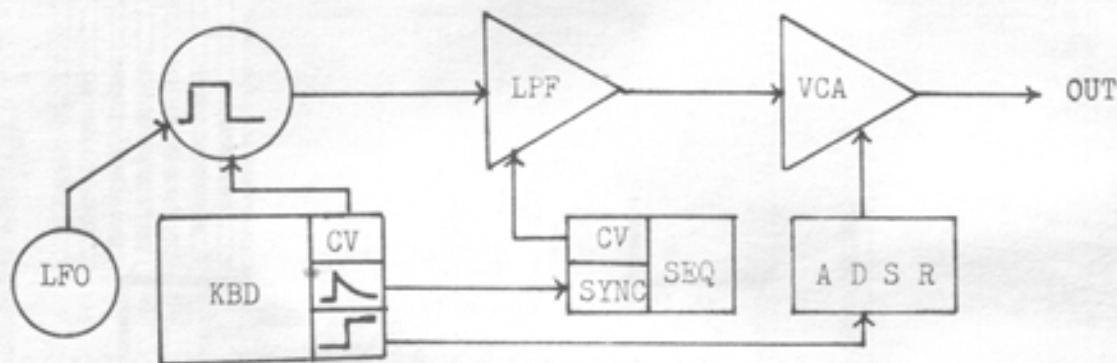 LPF
VCA
OUT
LFO
KBD
CV
CV
SYNC
SEQ
A D S R